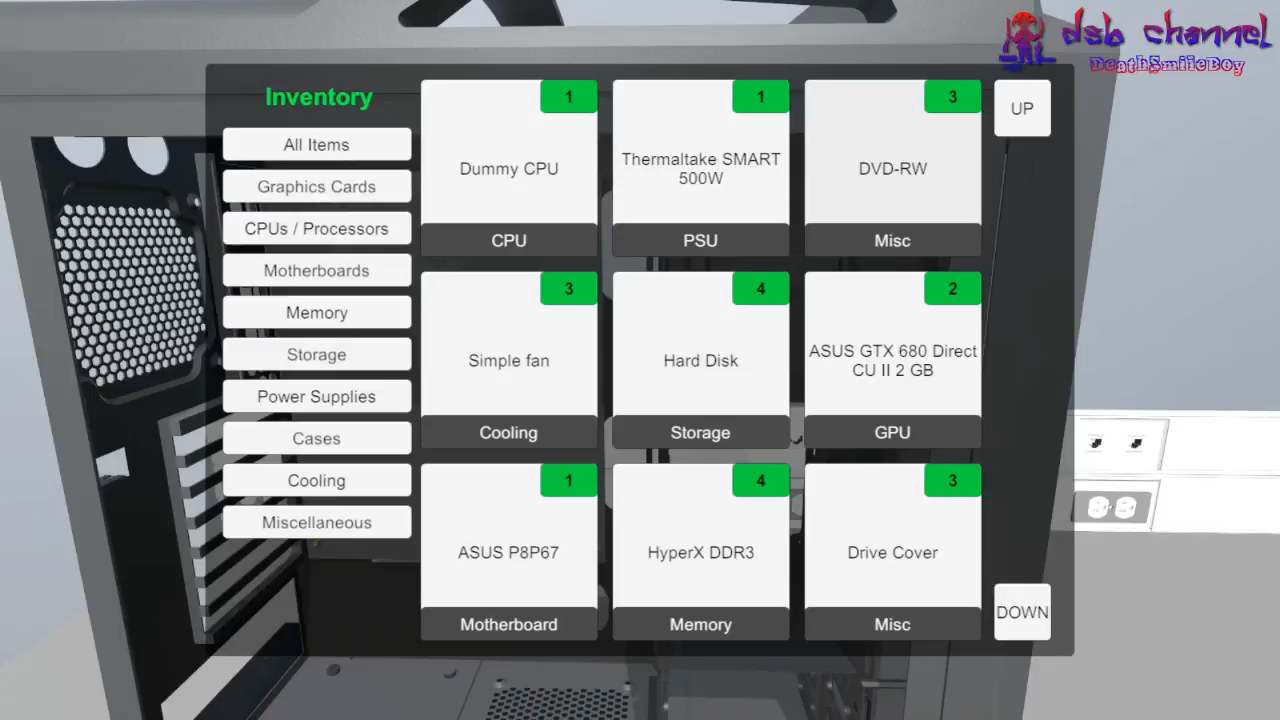 dsb channel
DeathSmileBoy
Inventory
All Items
Graphics Cards
CPUs / Processors
Motherboards
Memory
Storage
Power Supplies
Cases
Cooling
Miscellaneous
1
Dummy CPU
CPU
1
Thermaltake SMART
500W
PSU
3
DVD-RW
Misc
3
Simple fan
Cooling
4
Hard Disk
Storage
2
ASUS GTX 680 Direct
CU II 2 GB
GPU
1
ASUS P8P67
Motherboard
4
HyperX DDR3
Memory
3
Drive Cover
Misc
UP
DOWN